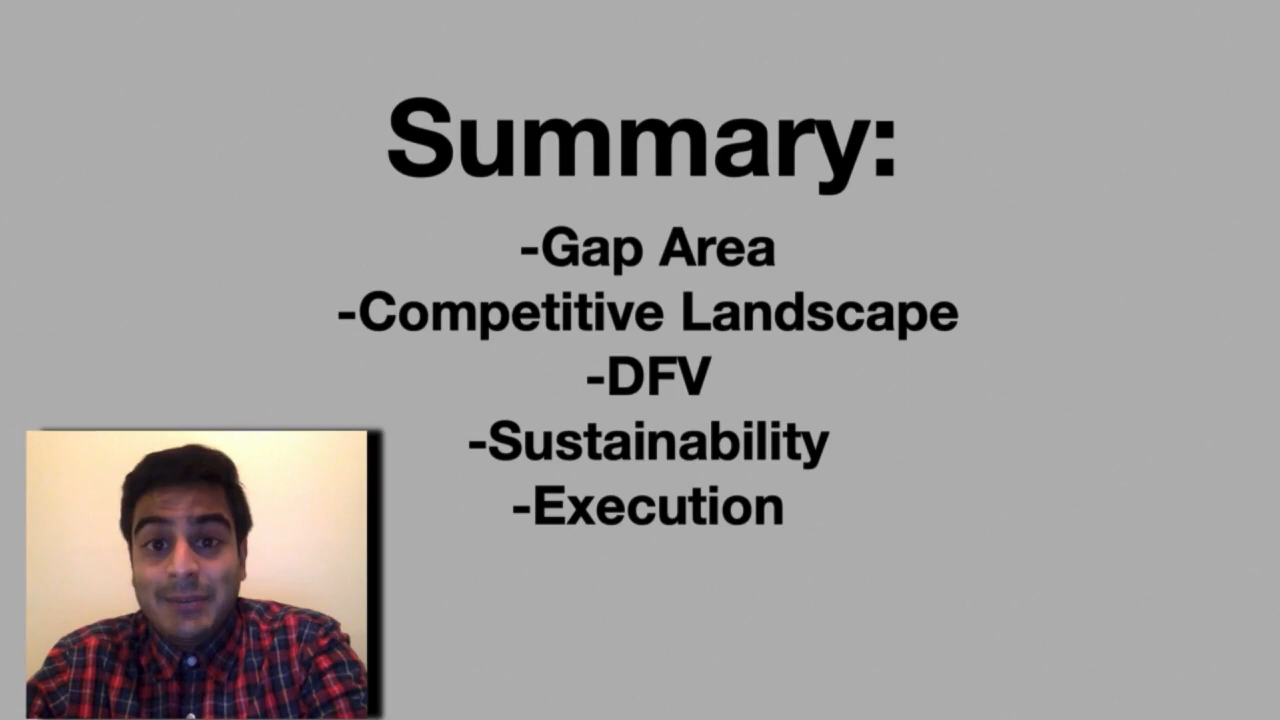 Summary:
-Gap Area
-Competitive Landscape
-DFV
-Sustainability
-Execution